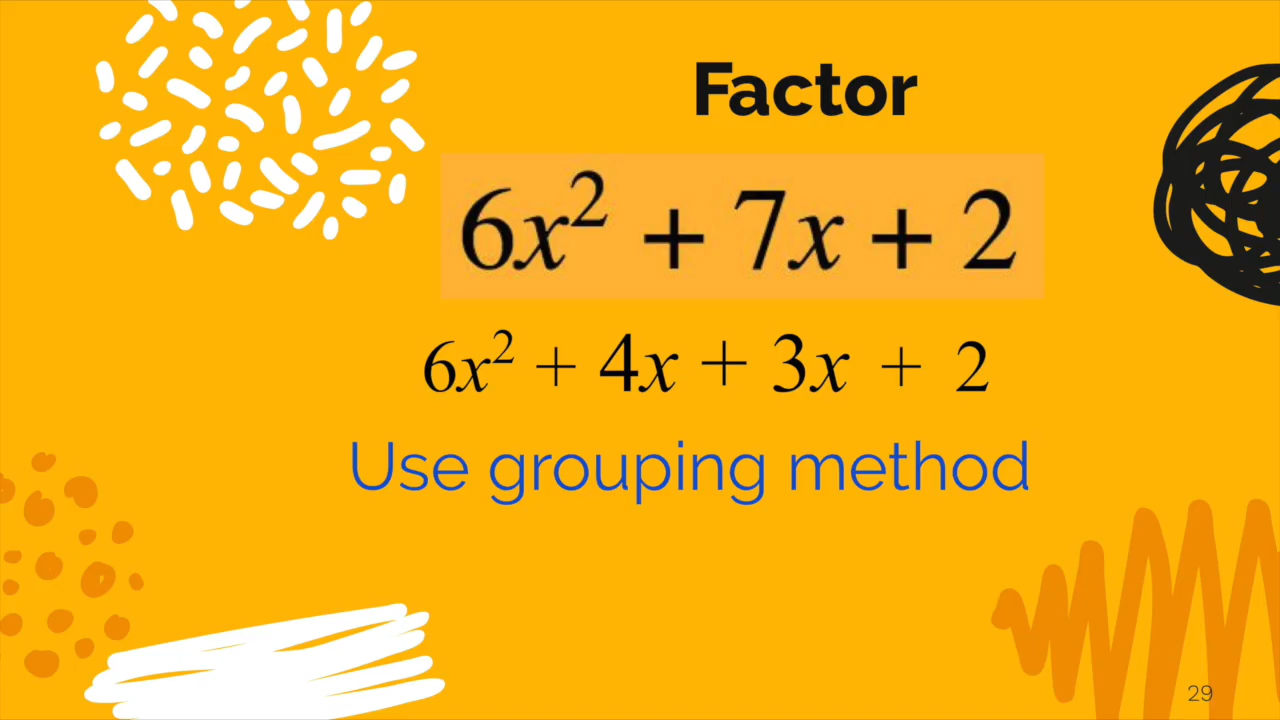 Factor
6x² + 7x + 2
6x² + 4x + 3x + 2
Use grouping method
29